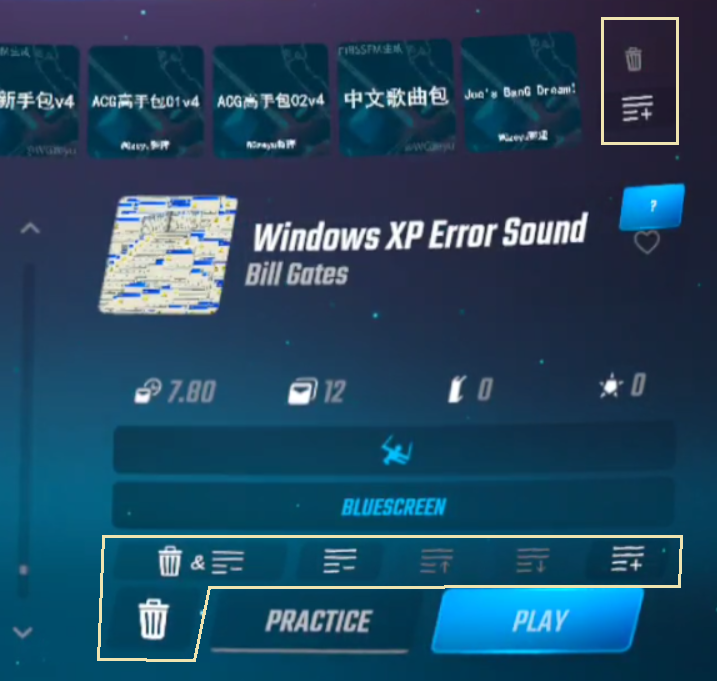 新手包v4
ACG高手包01v4
ACG高手包02v4
中文歌曲包
Joe's BanG Dream!
?
Windows XP Error Sound
Bill Gates
7.80
12
0
0
BLUESCREEN
&
PRACTICE
PLAY